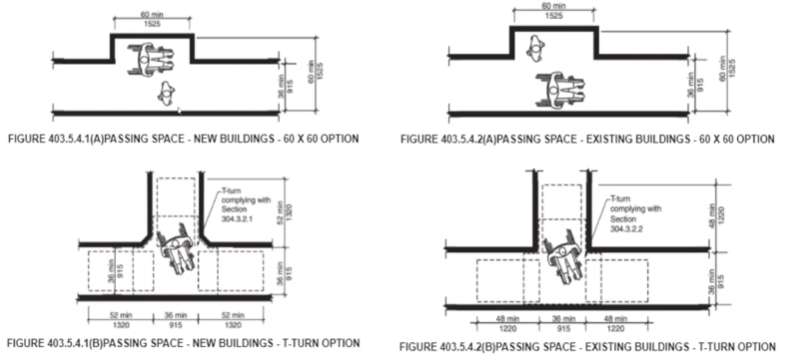 60 min
1525
36 min
915
60 min
1525
FIGURE 403.5.4.1(A)PASSING SPACE - NEW BUILDINGS - 60 X 60 OPTION
60 min
1525
36 min
915
60 min
1525
FIGURE 403.5.4.2(A)PASSING SPACE - EXISTING BUILDINGS - 60 X 60 OPTION
T-turn
complying with
Section
304.3.2.1
52 min
1320
36 min
915
36 min
915
52 min
1320
36 min
915
52 min
1320
FIGURE 403.5.4.1(B)PASSING SPACE - NEW BUILDINGS - T-TURN OPTION
T-turn
complying with
Section
304.3.2.2
48 min
1220
36 min
915
48 min
1220
36 min
915
48 min
1220
FIGURE 403.5.4.2(B)PASSING SPACE - EXISTING BUILDINGS - T-TURN OPTION